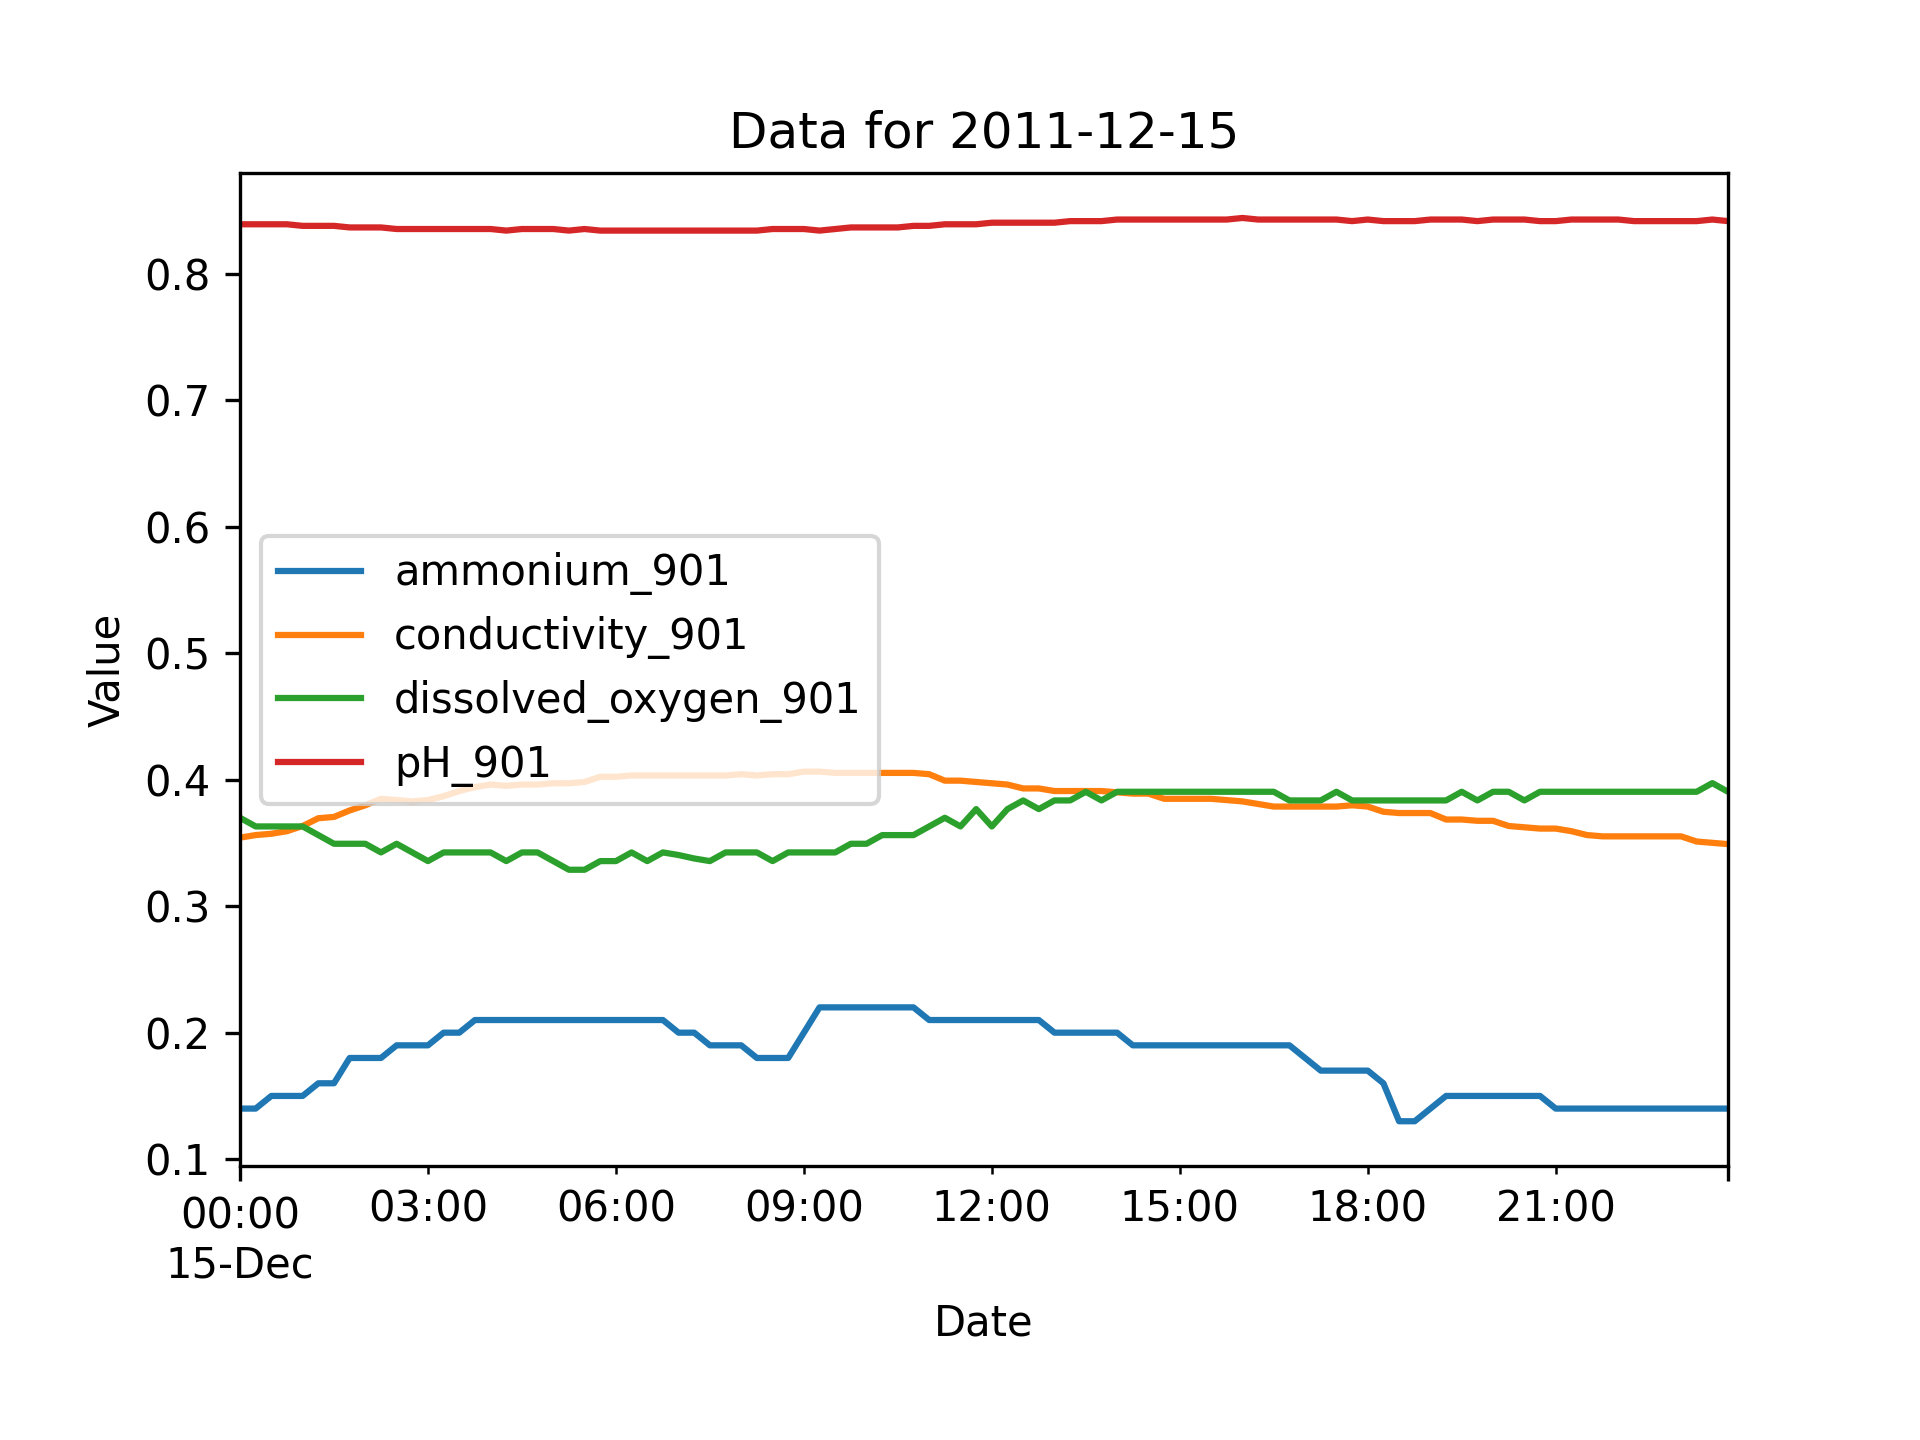 Data for 2011-12-15
Value
0.8
0.7
0.6
0.5
0.4
0.3
0.2
0.1
ammonium_901
conductivity_901
dissolved_oxygen_901
pH_901
00:00 03:00 06:00 09:00 12:00 15:00 18:00 21:00
15-Dec
Date